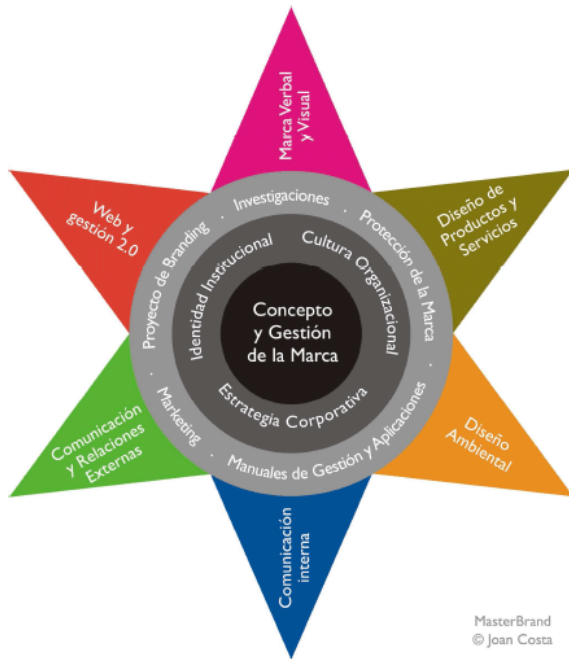 Marca Verbal
y Visual
Diseño de
Productos y
Servicios
Diseño
Ambiental
Comunicación
interna
Comunicación
y Relaciones
Externas
Web y
gestión 2.0
Proyecto de Branding · Investigaciones · Protección de la Marca · Manuales de Gestión y Aplicaciones · Marketing ·
Identidad Institucional
Cultura Organizacional
Estrategia Corporativa
Concepto
y Gestión
de la Marca
MasterBrand
© Joan Costa